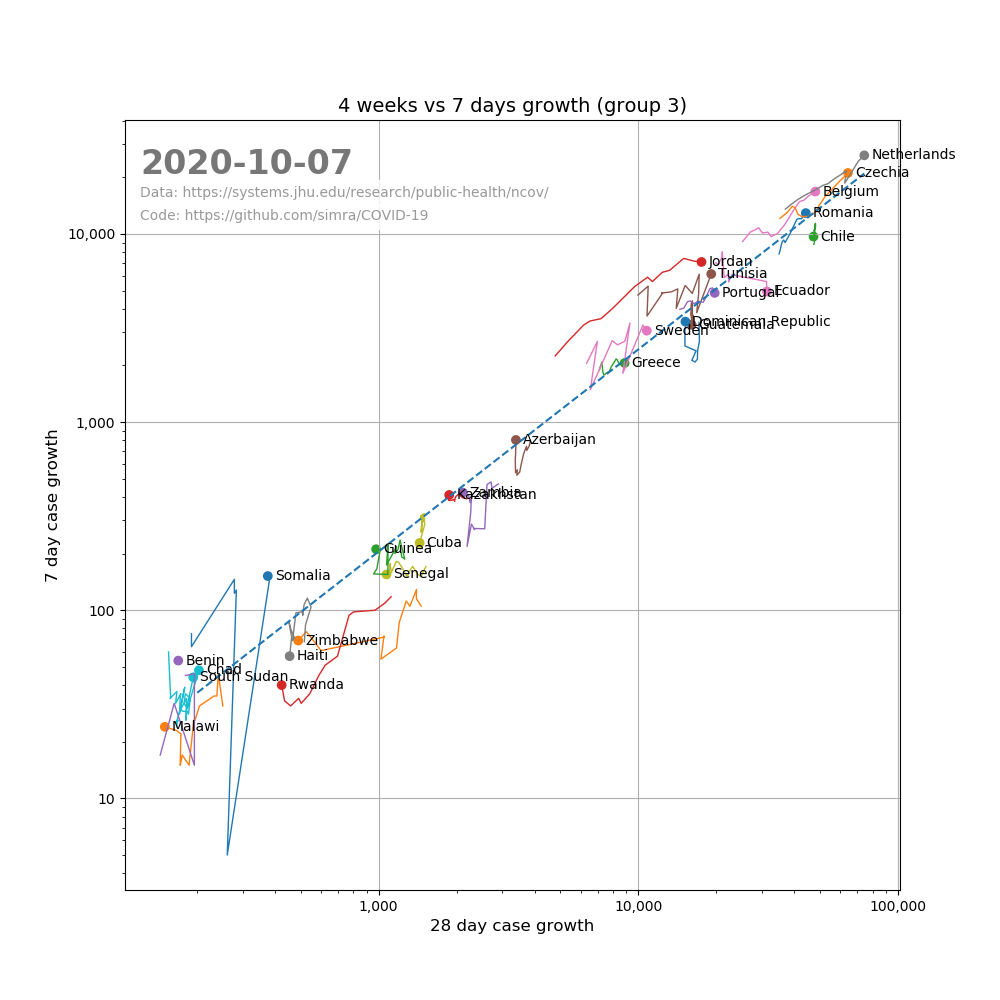 4 weeks vs 7 days growth (group 3)
2020-10-07
Data: https://systems.jhu.edu/research/public-health/ncov/
Code: https://github.com/simra/COVID-19
Netherlands
Czechia
Belgium
Romania
Chile
Jordan
Tunisia
Ecuador
Portugal
Dominican Republic
Guatemala
Sweden
Greece
Azerbaijan
Zambia
Kazakhstan
Cuba
Guinea
Senegal
Somalia
Zimbabwe
Haiti
Benin
Chad
South Sudan
Rwanda
Malawi
10,000
1,000
100
10
7 day case growth
1,000
10,000
100,000
28 day case growth